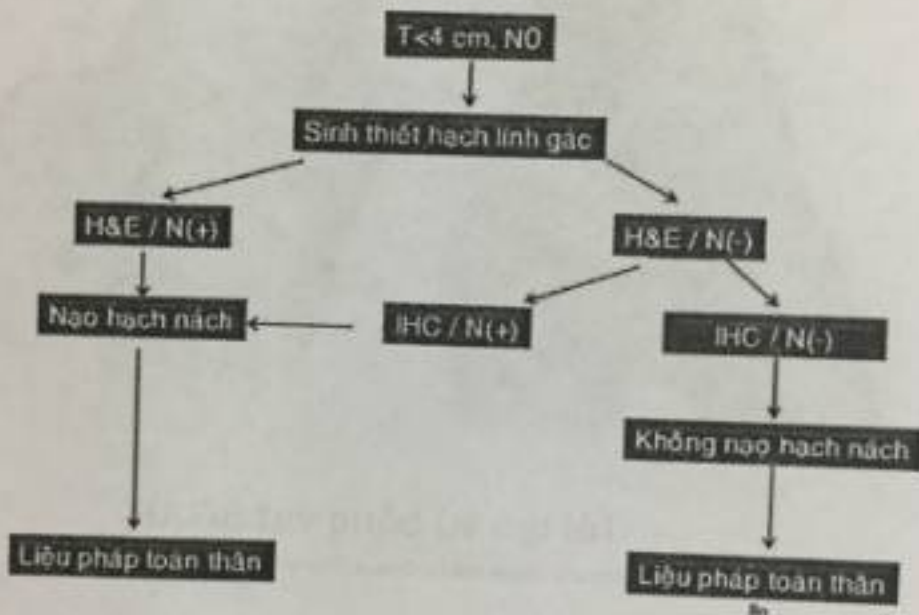 T<4 cm, N0
Sinh thiết hạch lính gác
H&E / N(+)
H&E / N(-)
Nạo hạch nách
IHC / N(+)
IHC / N(-)
Không nạo hạch nách
Liệu pháp toàn thân
Liệu pháp toàn thân